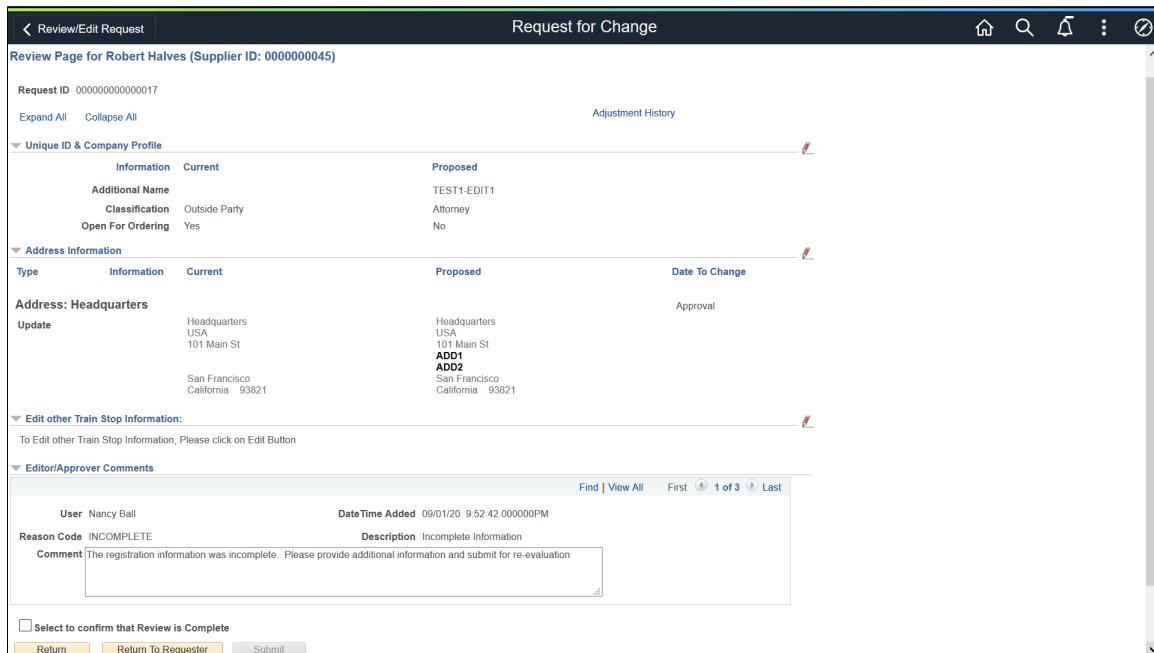 Review/Edit Request
Request for Change
Review Page for Robert Halves (Supplier ID: 0000000045)
Request ID 000000000000017
Expand All Collapse All Adjustment History
Unique ID & Company Profile
Information Current Proposed
Additional Name TEST1-EDIT1
Classification Outside Party Attorney
Open For Ordering Yes No
Address Information
Type Information Current Proposed Date To Change
Address: Headquarters Approval
Update Headquarters Headquarters
USA USA
101 Main St 101 Main St
ADD1
ADD2
San Francisco San Francisco
California 93821 California 93821
Edit other Train Stop Information:
To Edit other Train Stop Information, Please click on Edit Button
Editor/Approver Comments
Find | View All First 1 of 3 Last
User Nancy Ball DateTime Added 09/01/20 9:52:42.000000PM
Reason Code INCOMPLETE Description Incomplete Information
Comment The registration information was incomplete. Please provide additional information and submit for re-evaluation
Select to confirm that Review is Complete
Return Return To Requester Submit